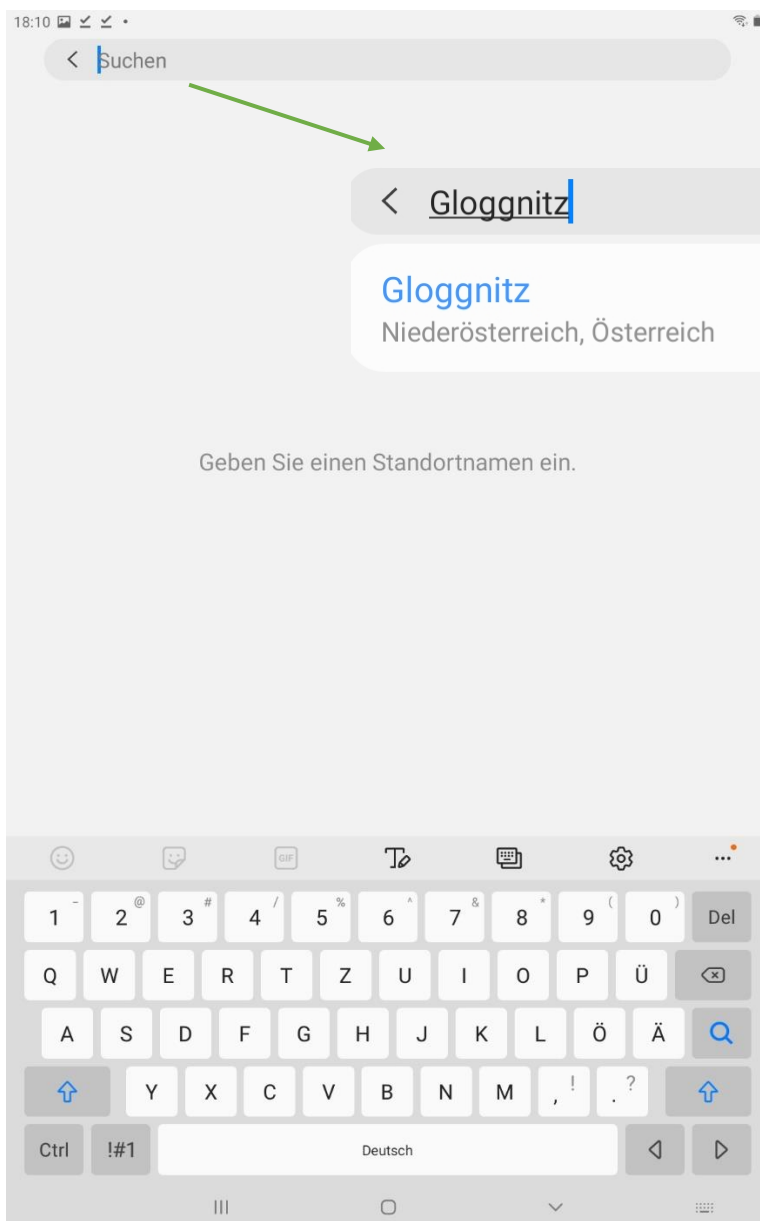 18:10
Suchen
Gloggnitz
Gloggnitz
Niederösterreich, Österreich
Geben Sie einen Standortnamen ein.
GIF T ...
1 - 2 @ 3 # 4 / 5 % 6 ^ 7 & 8 * 9 ( 0 ) Del
Q W E R T Z U I O P Ü
A S D F G H J K L Ö Ä
Y X C V B N M , ! . ?
Ctrl !#1 Deutsch